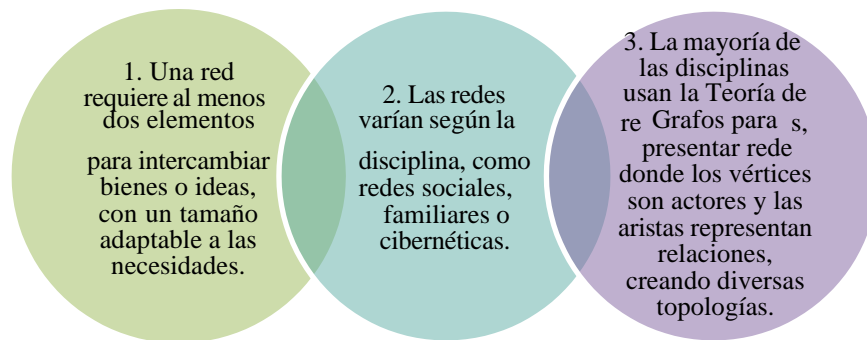 1. Una red
requiere al menos
dos elementos
para intercambiar
bienes o ideas,
con un tamaño
adaptable a las
necesidades.
2. Las redes
varían según la
disciplina, como
redes sociales,
familiares o
cibernéticas.
3. La mayoría de
las disciplinas
usan la Teoría de
re Grafos para s,
presentar rede
donde los vértices
son actores y las
aristas representan
relaciones,
creando diversas
topologías.